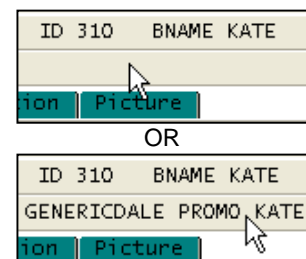 ID 310 BNAME KATE
ion Picture
OR
ID 310 BNAME KATE
GENERICDALE PROMO KATE
ion Picture